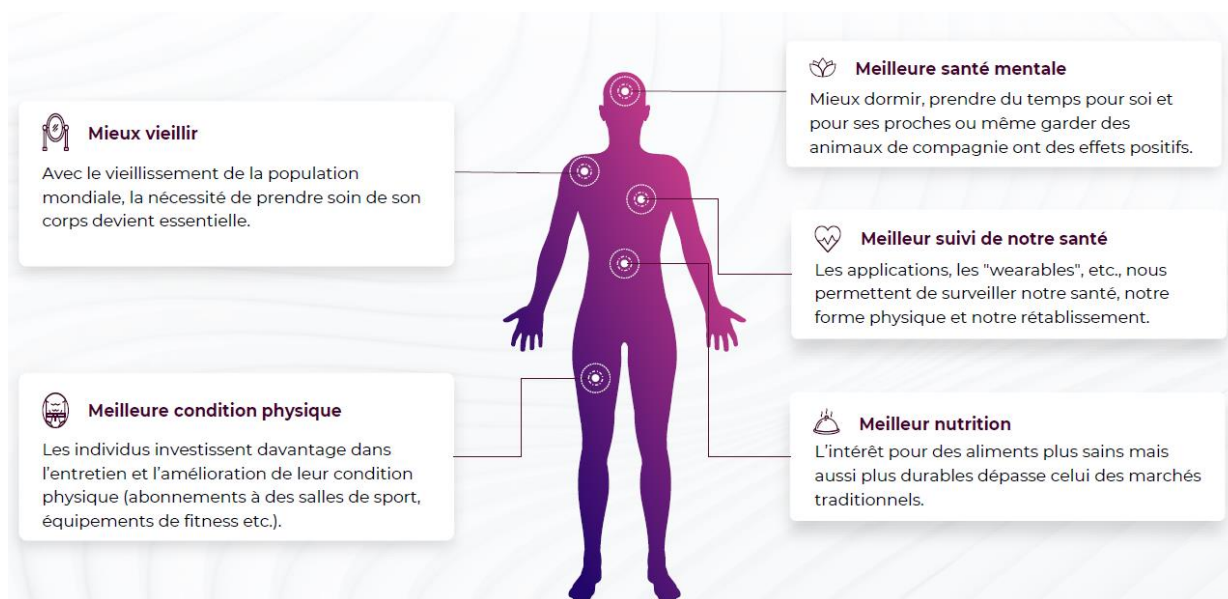 Mieux vieillir
Avec le vieillissement de la population
mondiale, la nécessité de prendre soin de son
corps devient essentielle.
Meilleure condition physique
Les individus investissent davantage dans
l'entretien et l'amélioration de leur condition
physique (abonnements à des salles de sport,
équipements de fitness etc.).
Meilleure santé mentale
Mieux dormir, prendre du temps pour soi et
pour ses proches ou même garder des
animaux de compagnie ont des effets positifs.
Meilleur suivi de notre santé
Les applications, les "wearables", etc., nous
permettent de surveiller notre santé, notre
forme physique et notre rétablissement.
Meilleur nutrition
L'intérêt pour des aliments plus sains mais
aussi plus durables dépasse celui des marchés
traditionnels.